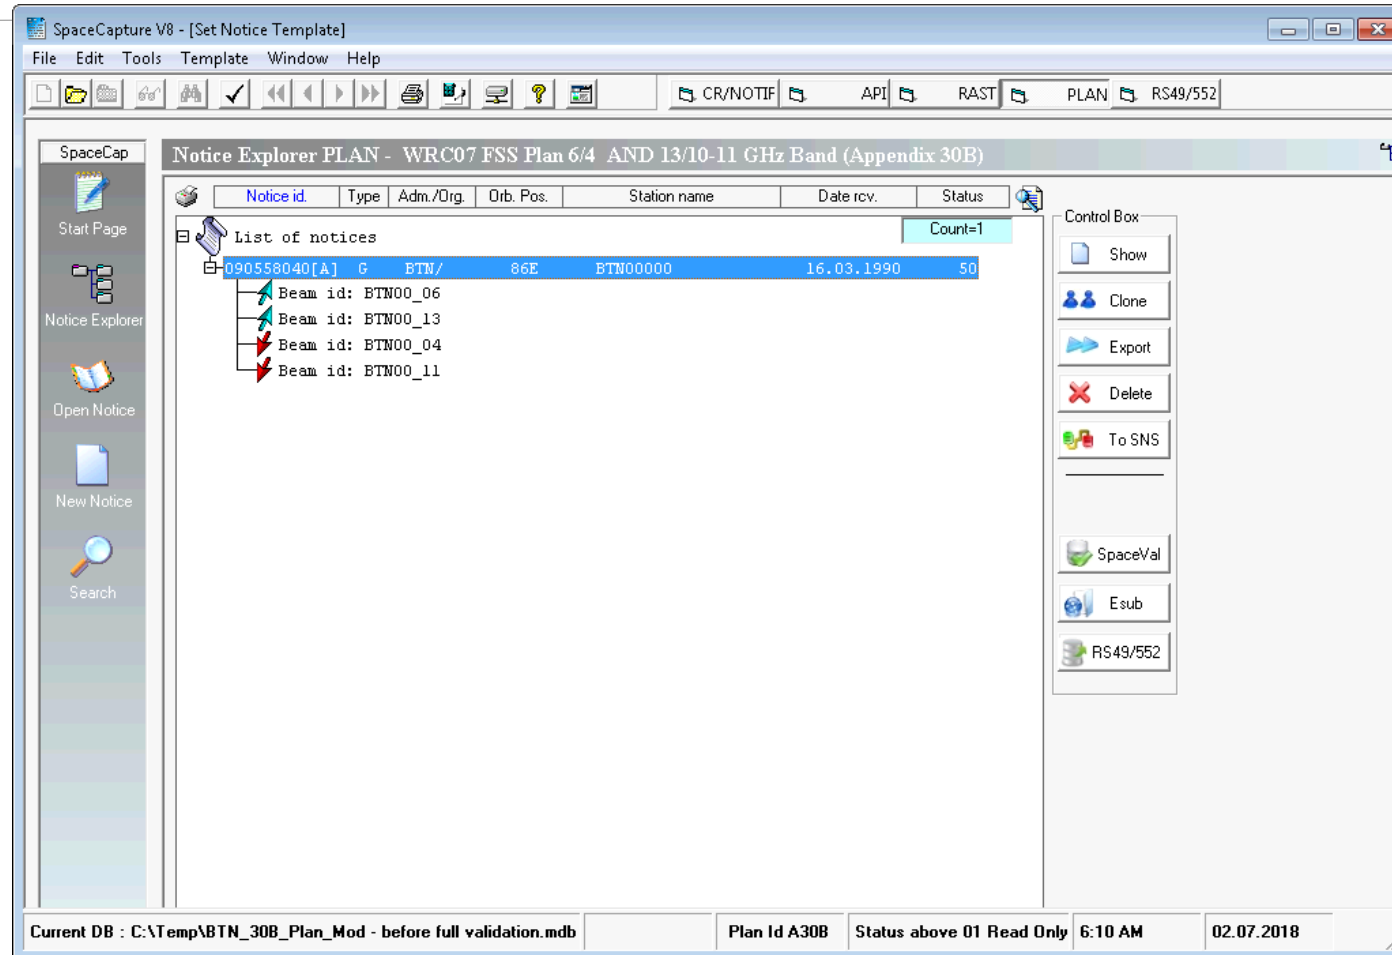 SpaceCapture V8 - [Set Notice Template]
File Edit Tools Template Window Help
CR/NOTIF API RAST PLAN RS49/552
SpaceCap
Notice Explorer PLAN - WRC07 FSS Plan 6/4 AND 13/10-11 GHz Band (Appendix 30B)
Start Page
Notice Explorer
Open Notice
New Notice
Search
Notice id. Type Adm./Org. Orb. Pos. Station name Date rcv. Status
List of notices Count=1
090558040[A] G BTN/ 86E BTN00000 16.03.1990 50
Beam id: BTN00_06
Beam id: BTN00_13
Beam id: BTN00_04
Beam id: BTN00_11
Control Box
Show
Clone
Export
Delete
To SNS
SpaceVal
Esub
RS49/552
Current DB : C:\Temp\BTN_30B_Plan_Mod - before full validation.mdb Plan Id A30B Status above 01 Read Only 6:10 AM 02.07.2018